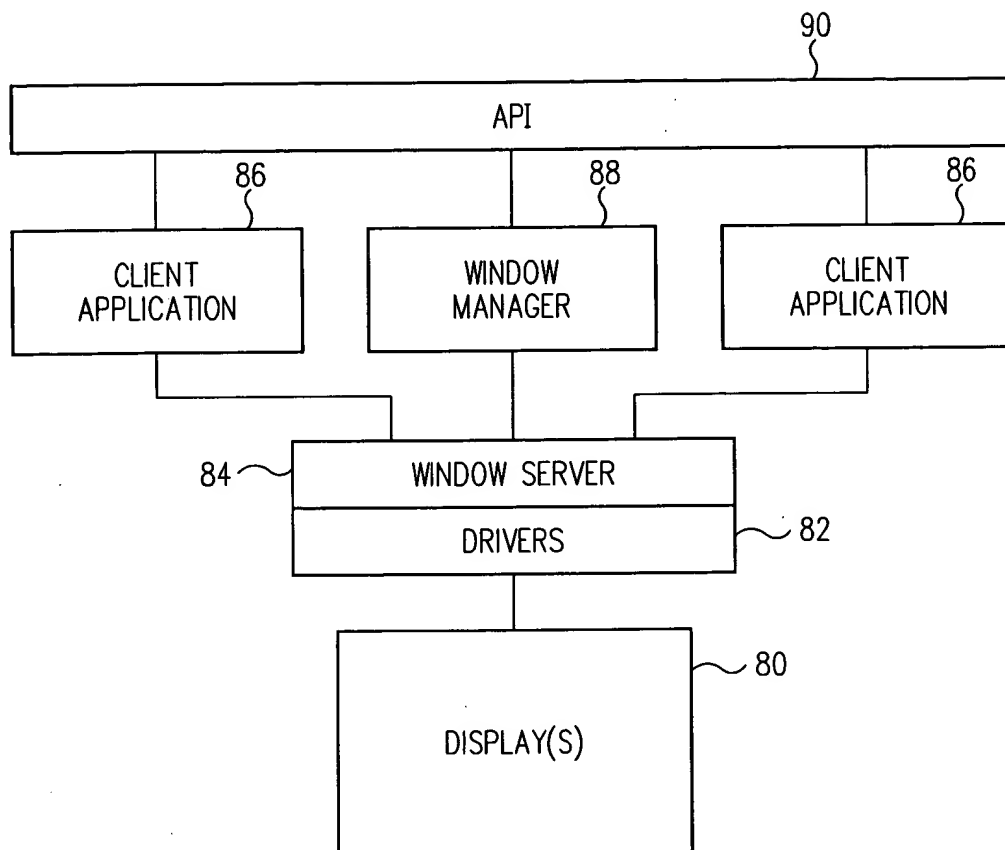 90
API
86
88
86
CLIENT
APPLICATION
WINDOW
MANAGER
CLIENT
APPLICATION
84
WINDOW SERVER
DRIVERS
82
80
DISPLAY(S)